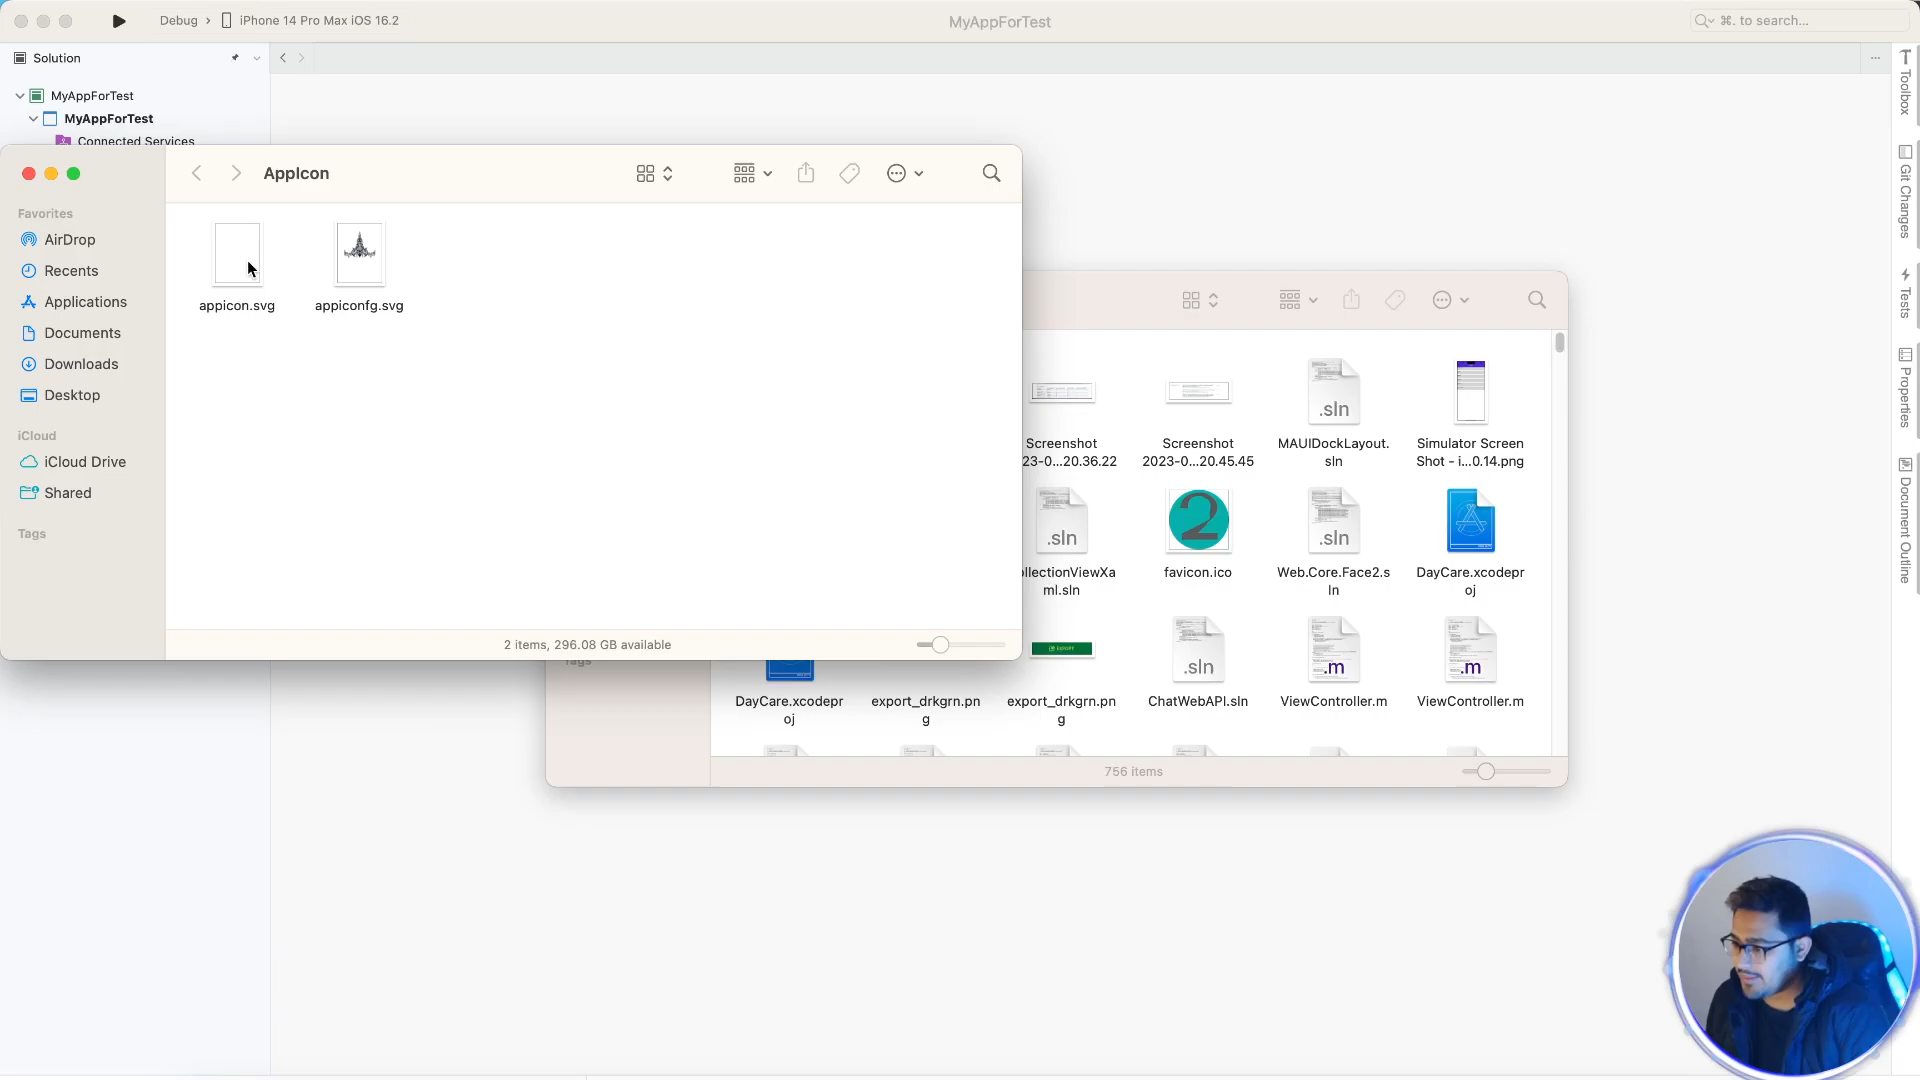 Debug › iPhone 14 Pro Max iOS 16.2
MyAppForTest
⌘. to search...
Solution
MyAppForTest
MyAppForTest
Connected Services
AppIcon
Favorites
AirDrop
Recents
Applications
Documents
Downloads
Desktop
iCloud
iCloud Drive
Shared
Tags
appicon.svg
appiconfg.svg
2 items, 296.08 GB available
Screenshot
23-0...20.36.22
Screenshot
2023-0...20.45.45
.sln
MAUIDockLayout.
sln
Simulator Screen
Shot - i...0.14.png
.sln
ollectionViewXa
ml.sln
2
favicon.ico
.sln
Web.Core.Face2.s
ln
DayCare.xcodepr
oj
Tags
DayCare.xcodepr
oj
export_drkgrn.pn
g
EXPORT
export_drkgrn.pn
g
.sln
ChatWebAPI.sln
.m
ViewController.m
.m
ViewController.m
756 items
Toolbox
Git Changes
Tests
Properties
Document Outline